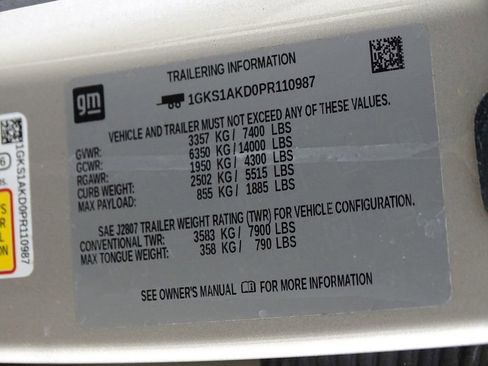 gm
TRAILERING INFORMATION
1GKS1AKD0PR110987
VEHICLE AND TRAILER MUST NOT EXCEED ANY OF THESE VALUES.
GVWR: 3357 KG / 7400 LBS
GCWR: 6350 KG / 14000 LBS
RGAWR: 1950 KG / 4300 LBS
CURB WEIGHT: 2502 KG / 5515 LBS
MAX PAYLOAD: 855 KG / 1885 LBS
SAE J2807 TRAILER WEIGHT RATING (TWR) FOR VEHICLE CONFIGURATION.
CONVENTIONAL TWR: 3583 KG / 7900 LBS
MAX TONGUE WEIGHT: 358 KG / 790 LBS
SEE OWNER'S MANUAL FOR MORE INFORMATION
1GKS1AKD0PR110987